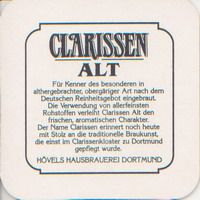 CLARISSEN
ALT
Für Kenner des besonderen in
althergebrachter, obergäriger Art nach dem
Deutschen Reinheitsgebot eingebraut.
Die Verwendung von allerfeinsten
Rohstoffen verleiht Clarissen Alt den
frischen, aromatischen Charakter.
Der Name Clarissen erinnert noch heute
mit Stolz an die traditionelle Braukunst,
die einst im Clarissenkloster zu Dortmund
gepflegt wurde.
HÖVELS HAUSBRAUEREI DORTMUND